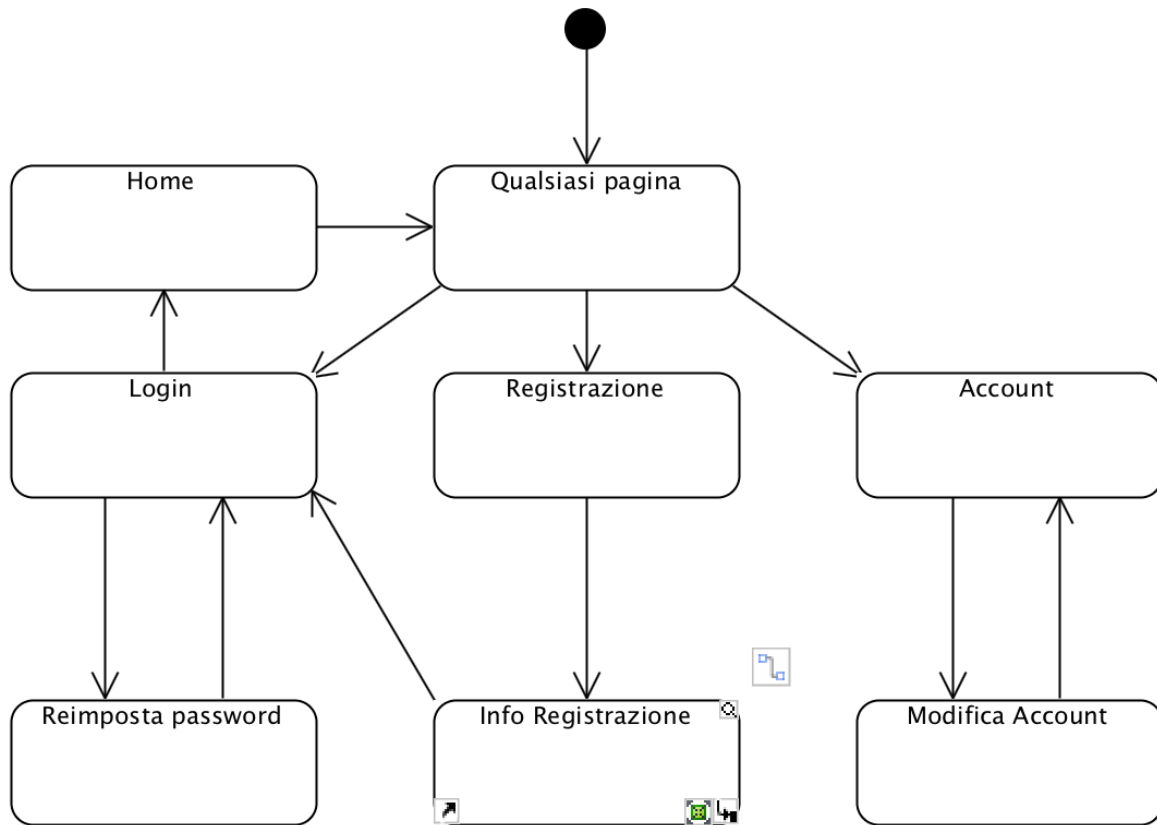 Home
Qualsiasi pagina
Login
Registrazione
Account
Reimposta password
Info Registrazione
Modifica Account